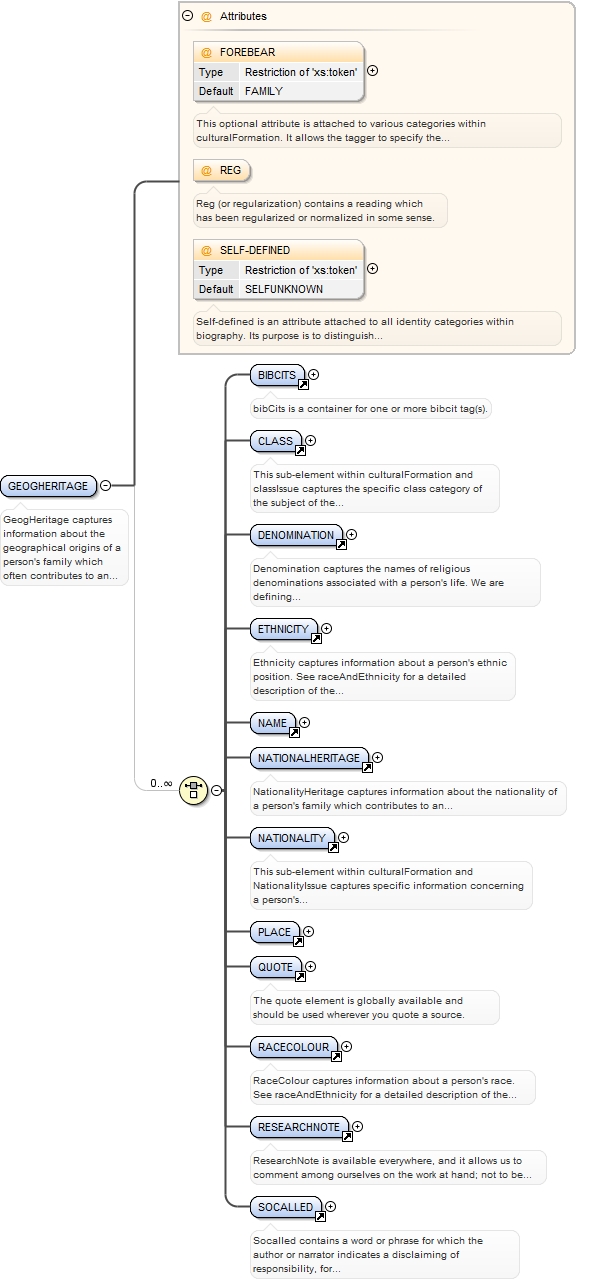 @ Attributes
@ FOREBEAR
Type Restriction of 'xs:token'
Default FAMILY
This optional attribute is attached to various categories within
culturalFormation. It allows the tagger to specify the...
@ REG
Reg (or regularization) contains a reading which
has been regularized or normalized in some sense.
@ SELF-DEFINED
Type Restriction of 'xs:token'
Default SELFUNKNOWN
Self-defined is an attribute attached to all identity categories within
biography. Its purpose is to distinguish...
GEOGHERITAGE
GeogHeritage captures
information about the
geographical origins of a
person's family which
often contributes to an...
0..∞
BIBCITS
bibCits is a container for one or more bibcit tag(s).
CLASS
This sub-element within culturalFormation and
classIssue captures the specific class category of
the subject of the...
DENOMINATION
Denomination captures the names of religious
denominations associated with a person's life. We are
defining...
ETHNICITY
Ethnicity captures information about a person's ethnic
position. See raceAndEthnicity for a detailed
description of the...
NAME
NATIONALHERITAGE
NationalityHeritage captures information about the nationality of
a person's family which contributes to an...
NATIONALITY
This sub-element within culturalFormation and
NationalityIssue captures specific information concerning
a person's...
PLACE
QUOTE
The quote element is globally available and
should be used wherever you quote a source.
RACECOLOUR
RaceColour captures information about a person's race.
See raceAndEthnicity for a detailed description of the...
RESEARCHNOTE
ResearchNote is available everywhere, and it allows us to
comment among ourselves on the work at hand; not to be...
SOCALLED
Socalled contains a word or phrase for which the
author or narrator indicates a disclaiming of
responsibility, for...